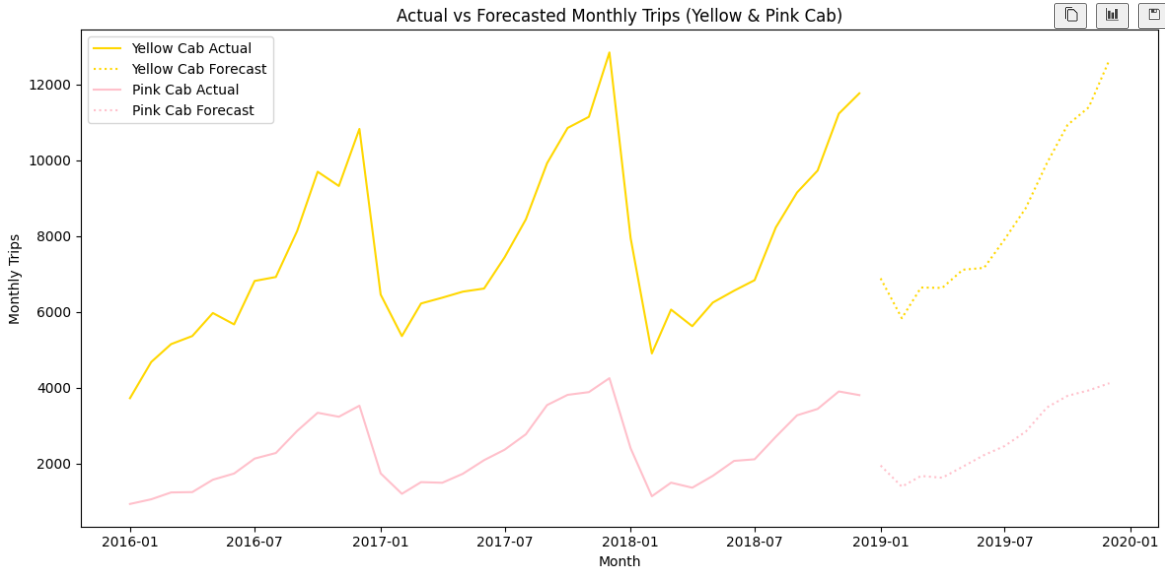 Actual vs Forecasted Monthly Trips (Yellow & Pink Cab)
Yellow Cab Actual
Yellow Cab Forecast
Pink Cab Actual
Pink Cab Forecast
12000
10000
8000
6000
4000
2000
Monthly Trips
2016-01
2016-07
2017-01
2017-07
2018-01
2018-07
2019-01
2019-07
2020-01
Month